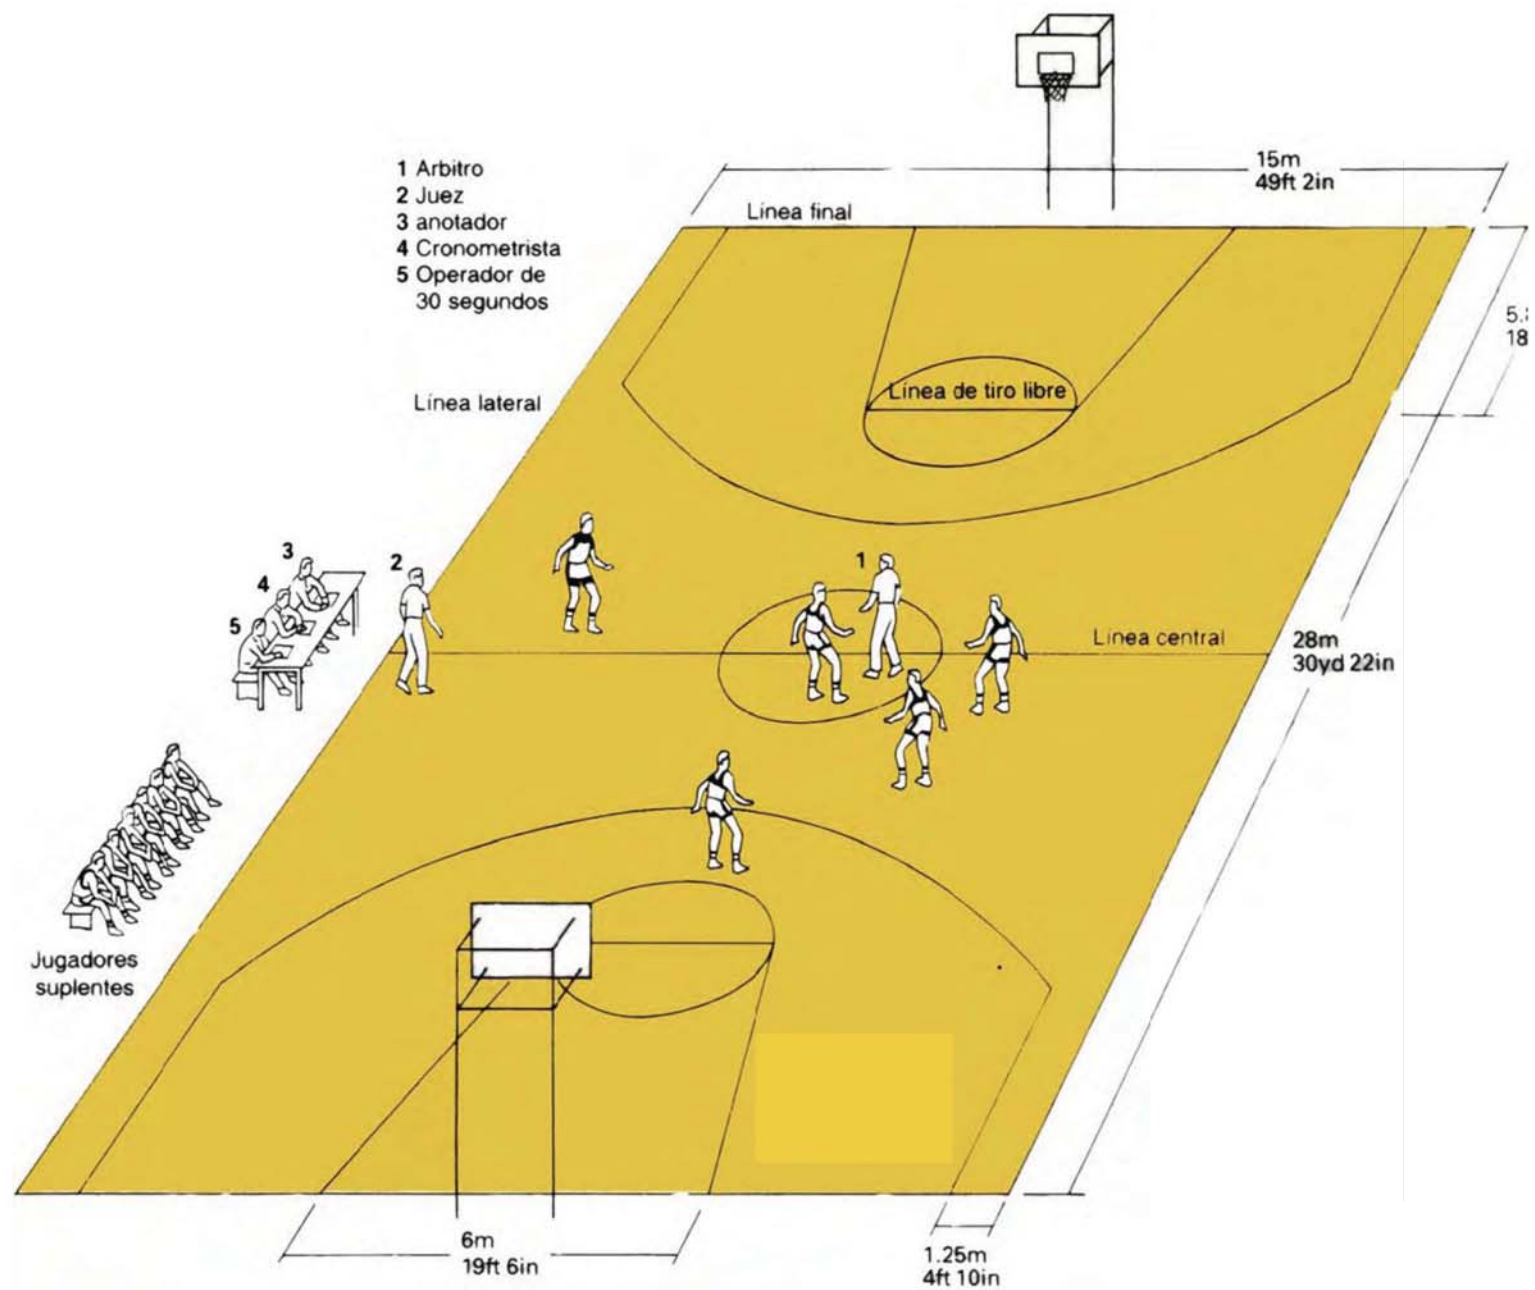 15m
49ft 2in
1 Arbitro
2 Juez
3 anotador
4 Cronometrista
5 Operador de
30 segundos
Línea final
5.
18
Línea lateral
Línea de tiro libre
3
2
1
4
5
Línea central
28m
30yd 22in
Jugadores
suplentes
6m
19ft 6in
1.25m
4ft 10in